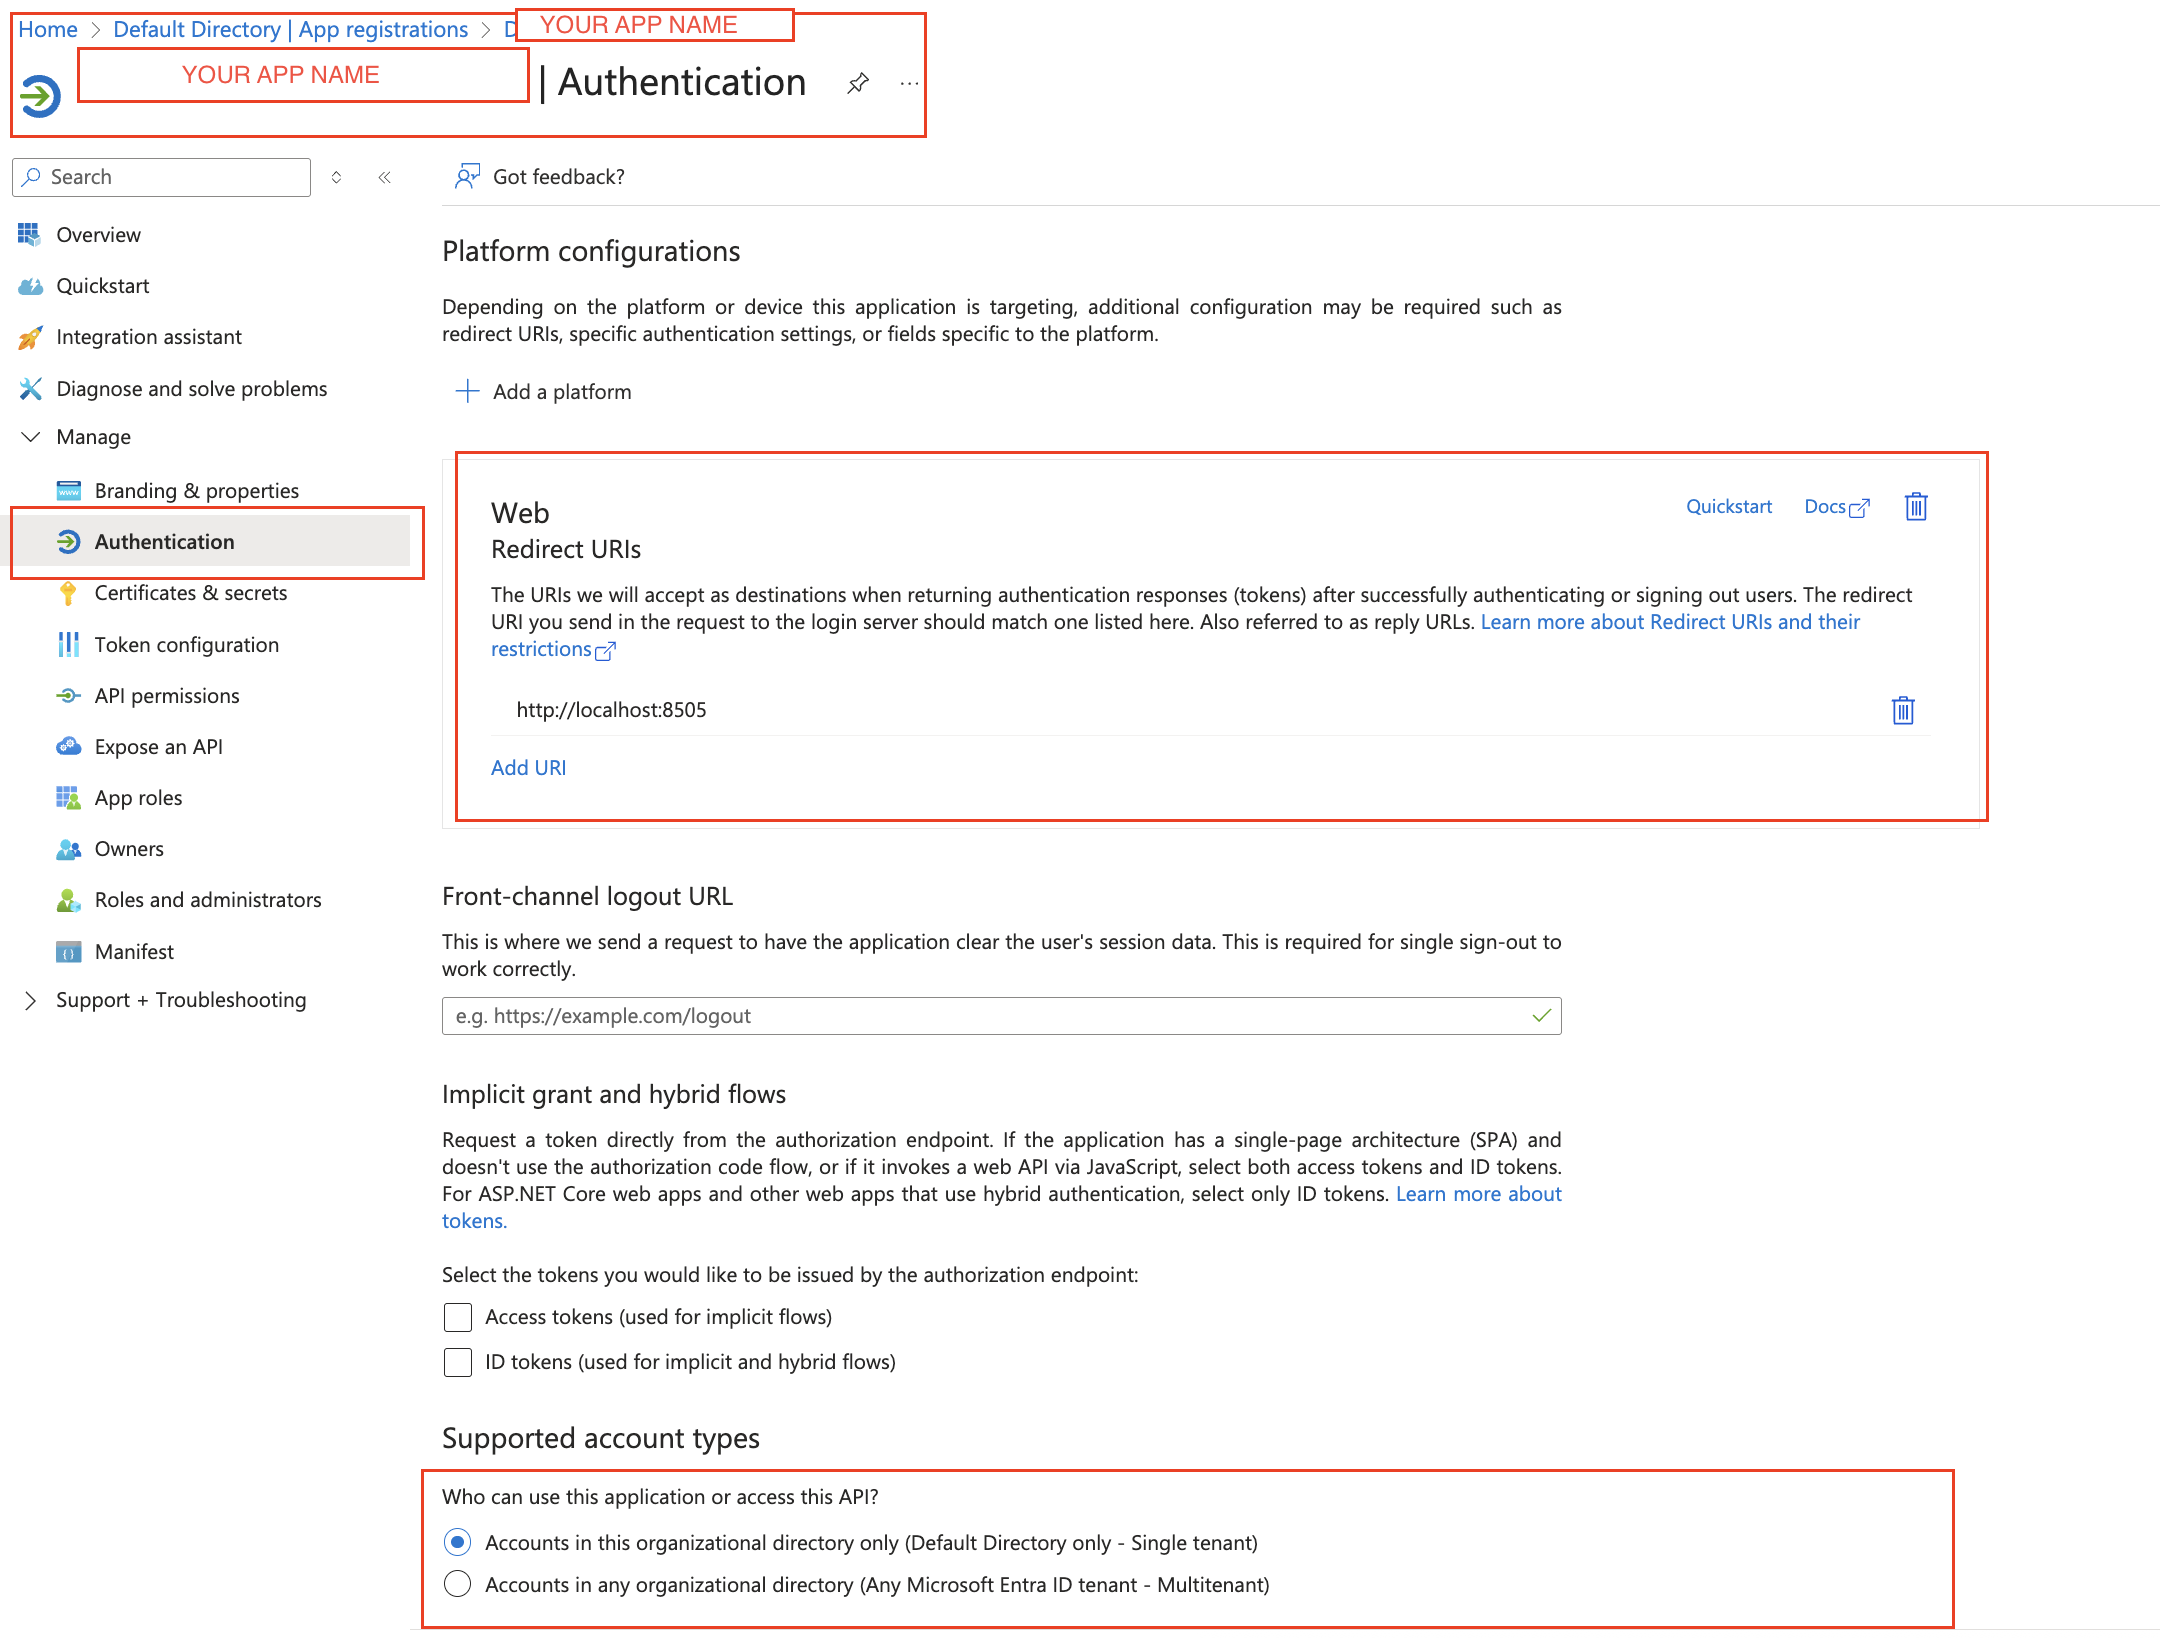 Home > Default Directory | App registrations > D YOUR APP NAME
YOUR APP NAME | Authentication ...
Search
Got feedback?
Overview
Quickstart
Integration assistant
Diagnose and solve problems
Manage
Branding & properties
Authentication
Certificates & secrets
Token configuration
API permissions
Expose an API
App roles
Owners
Roles and administrators
Manifest
Support + Troubleshooting
Platform configurations
Depending on the platform or device this application is targeting, additional configuration may be required such as
redirect URIs, specific authentication settings, or fields specific to the platform.
Add a platform
Web
Quickstart Docs
Redirect URIs
The URIs we will accept as destinations when returning authentication responses (tokens) after successfully authenticating or signing out users. The redirect
URI you send in the request to the login server should match one listed here. Also referred to as reply URLs. Learn more about Redirect URIs and their
restrictions
http://localhost:8505
Add URI
Front-channel logout URL
This is where we send a request to have the application clear the user's session data. This is required for single sign-out to
work correctly.
e.g. https://example.com/logout
Implicit grant and hybrid flows
Request a token directly from the authorization endpoint. If the application has a single-page architecture (SPA) and
doesn't use the authorization code flow, or if it invokes a web API via JavaScript, select both access tokens and ID tokens.
For ASP.NET Core web apps and other web apps that use hybrid authentication, select only ID tokens. Learn more about
tokens.
Select the tokens you would like to be issued by the authorization endpoint:
Access tokens (used for implicit flows)
ID tokens (used for implicit and hybrid flows)
Supported account types
Who can use this application or access this API?
Accounts in this organizational directory only (Default Directory only - Single tenant)
Accounts in any organizational directory (Any Microsoft Entra ID tenant - Multitenant)